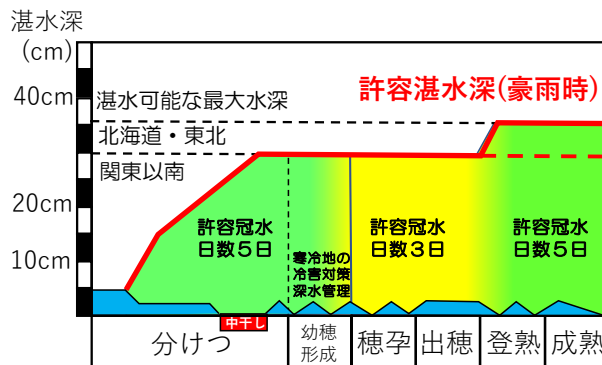 湛水深
(cm)
40cm
湛水可能な最大水深
許容湛水深(豪雨時)
北海道・東北
関東以南
20cm
10cm
許容冠水
日数5日
寒冷地の
冷害対策
深水管理
許容冠水
日数3日
許容冠水
日数5日
中干し
分けつ
幼穂
形成
穂孕
出穂
登熟
成熟